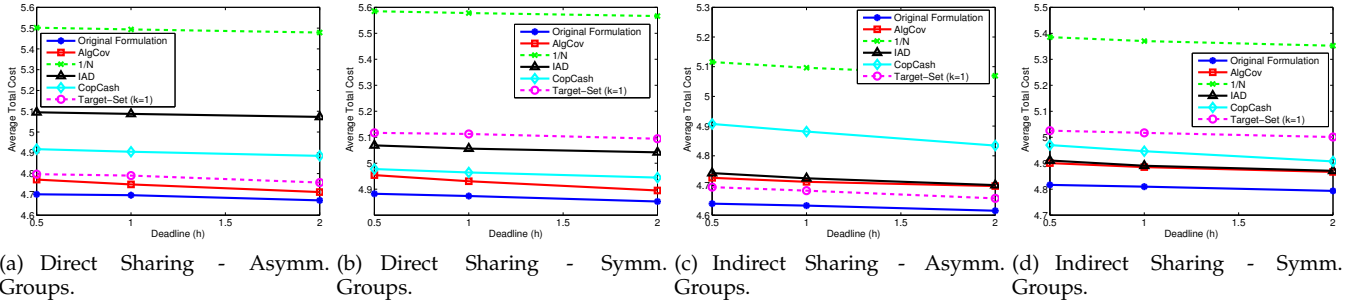 5.6
5.5
5.4
5.3
5.2
5.1
5
4.9
4.8
4.7
4.6
0.5
1
1.5
2
Deadline (h)
Average Total Cost
Original Formulation
AlgCov
1/N
IAD
CopCash
Target−Set (k=1)
(a) Direct Sharing - Asymm.
Groups.
5.6
5.5
5.4
5.3
5.2
5.1
5
4.9
0.5
1
1.5
2
Deadline (h)
Average Total Cost
Original Formulation
AlgCov
1/N
IAD
CopCash
Target−Set (k=1)
(b) Direct Sharing - Symm.
Groups.
5.3
5.2
5.1
5
4.9
4.8
4.7
4.6
0.5
1
1.5
2
Deadline (h)
Average Total Cost
Original Formulation
AlgCov
1/N
IAD
CopCash
Target−Set (k=1)
(c) Indirect Sharing - Asymm.
Groups.
5.6
5.5
5.4
5.3
5.2
5.1
5
4.9
4.8
4.7
0.5
1
1.5
2
Deadline (h)
Average Total Cost
Original Formulation
AlgCov
1/N
IAD
CopCash
Target−Set (k=1)
(d) Indirect Sharing - Symm.
Groups.